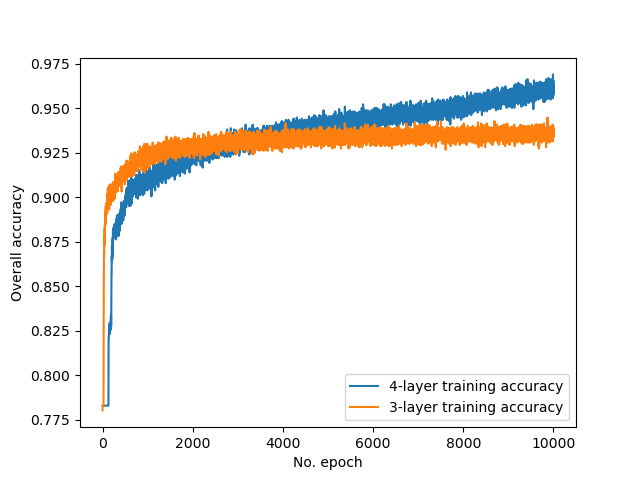 0.975
0.950
0.925
0.900
0.875
0.850
0.825
0.800
0.775
Overall accuracy
4-layer training accuracy
3-layer training accuracy
0 2000 4000 6000 8000 10000
No. epoch